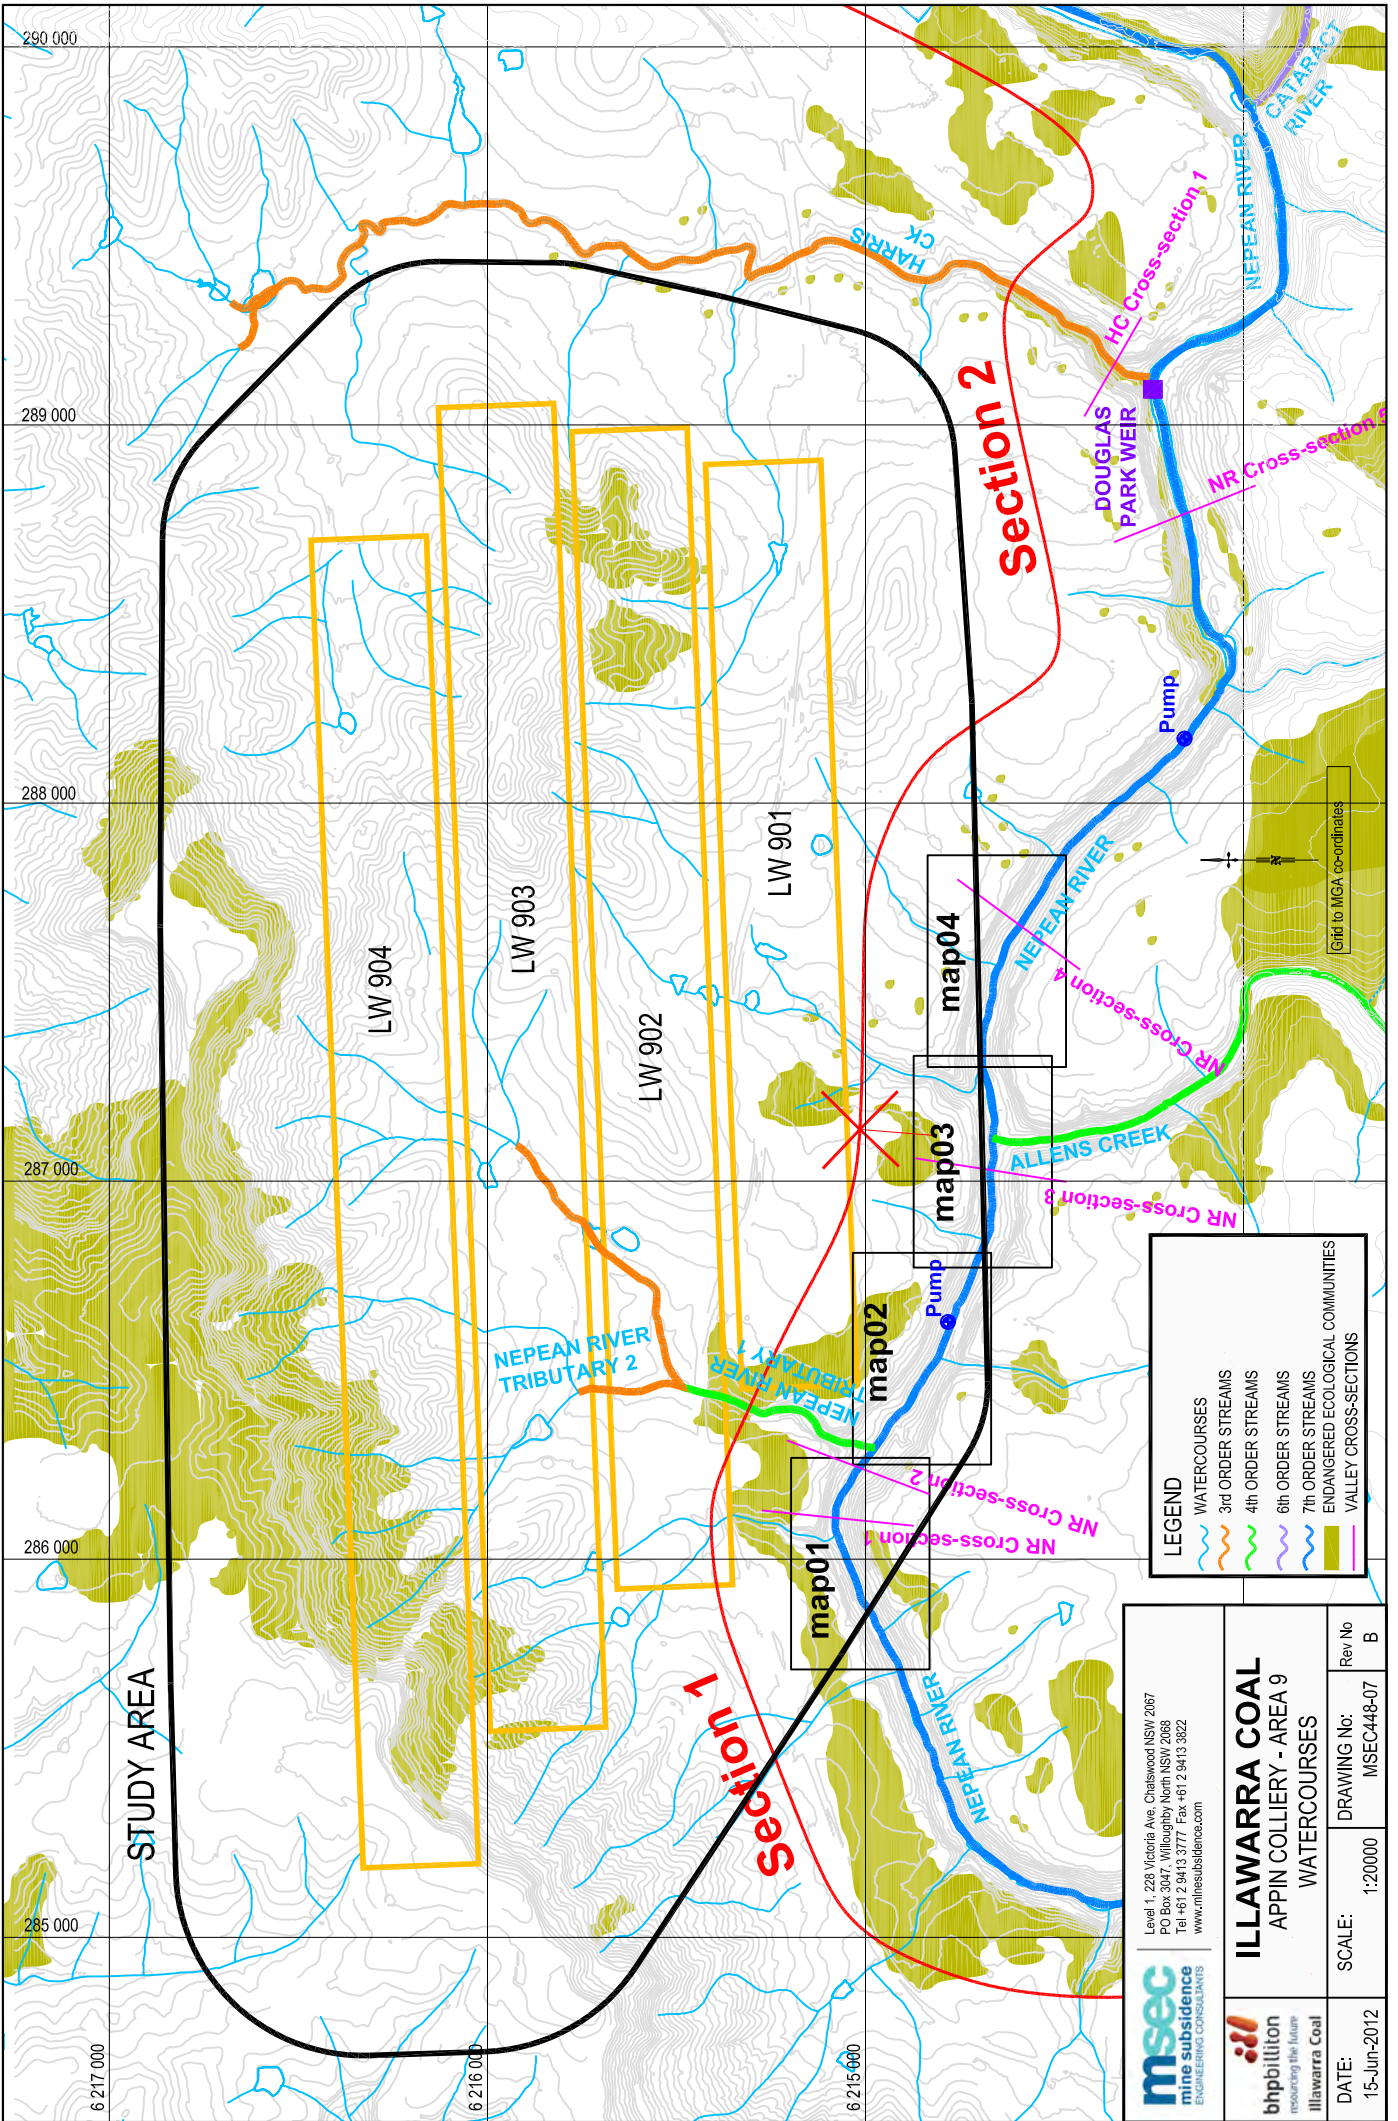 STUDY AREA
LW 904
LW 903
LW 902
LW 901
Section 1
Section 2
map01
map02
map03
map04
NEPEAN RIVER
TRIBUTARY 2
NEPEAN RIVER
TRIBUTARY 1
NEPEAN RIVER
NEPEAN RIVER
NEPEAN RIVER
HARRIS
CK
CATARACT
RIVER
ALLENS CREEK
DOUGLAS
PARK WEIR
Pump
Pump
NR Cross-section 1
NR Cross-section 2
NR Cross-section 3
NR Cross-section 4
NR Cross-section 5
HC Cross-section 1
285 000
286 000
287 000
288 000
289 000
290 000
6 217 000
6 216 000
6 215 000
N
Grid to MGA co-ordinates
LEGEND
WATERCOURSES
3rd ORDER STREAMS
4th ORDER STREAMS
6th ORDER STREAMS
7th ORDER STREAMS
ENDANGERED ECOLOGICAL COMMUNITIES
VALLEY CROSS-SECTIONS
msec
mine subsidence
ENGINEERING CONSULTANTS
Level 1, 228 Victoria Ave, Chatswood NSW 2067
PO Box 3047, Willoughby North NSW 2068
Tel +61 2 9413 3777 Fax +61 2 9413 3822
www.minesubsidence.com
bhpbilliton
resourcing the future
Illawarra Coal
ILLAWARRA COAL
APPIN COLLIERY - AREA 9
WATERCOURSES
DATE:
15-Jun-2012
SCALE:
1:20000
DRAWING No:
MSEC448-07
Rev No
B